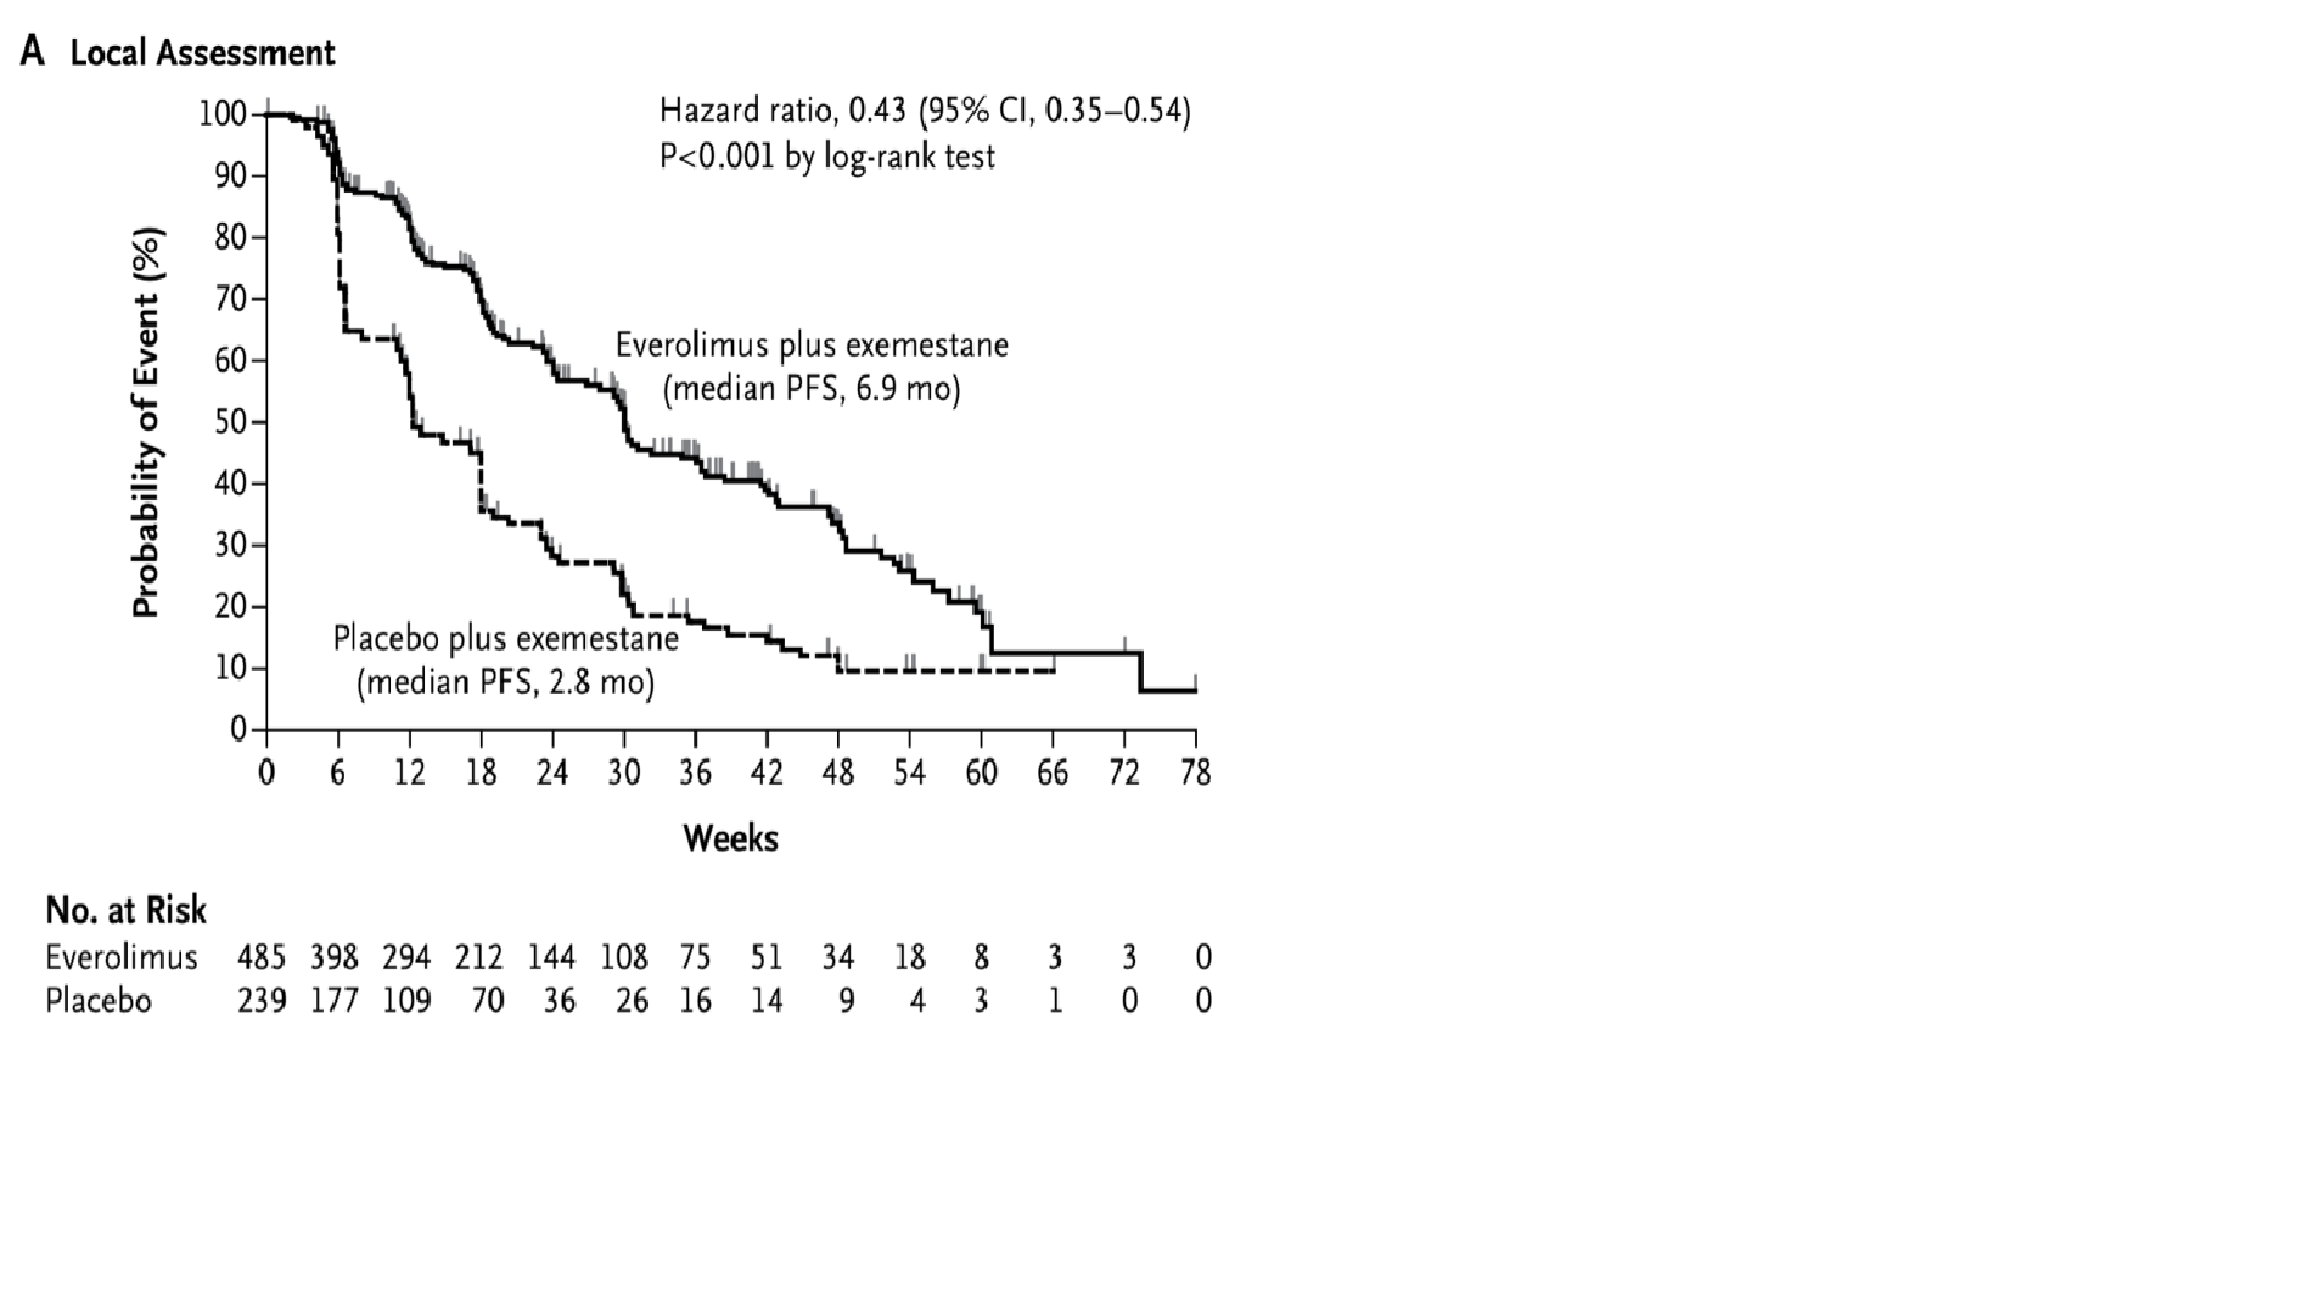 A Local Assessment
Hazard ratio, 0.43 (95% CI, 0.35–0.54)
P<0.001 by log-rank test
Probability of Event (%)
100
90
80
70
60
50
40
30
20
10
0
Everolimus plus exemestane
(median PFS, 6.9 mo)
Placebo plus exemestane
(median PFS, 2.8 mo)
0 6 12 18 24 30 36 42 48 54 60 66 72 78
Weeks
No. at Risk
Everolimus 485 398 294 212 144 108 75 51 34 18 8 3 3 0
Placebo 239 177 109 70 36 26 16 14 9 4 3 1 0 0